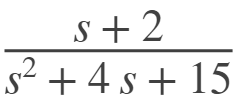 s + 2
s² + 4 s + 15